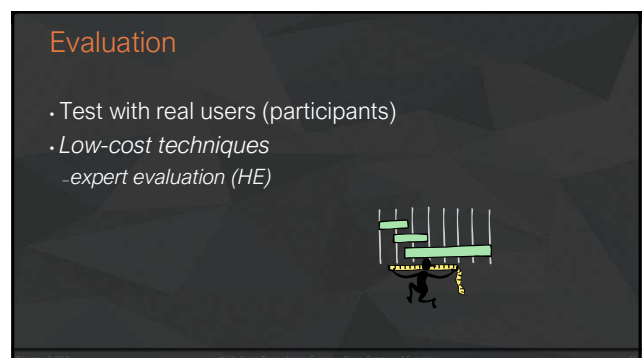 Evaluation
• Test with real users (participants)
• Low-cost techniques
–expert evaluation (HE)